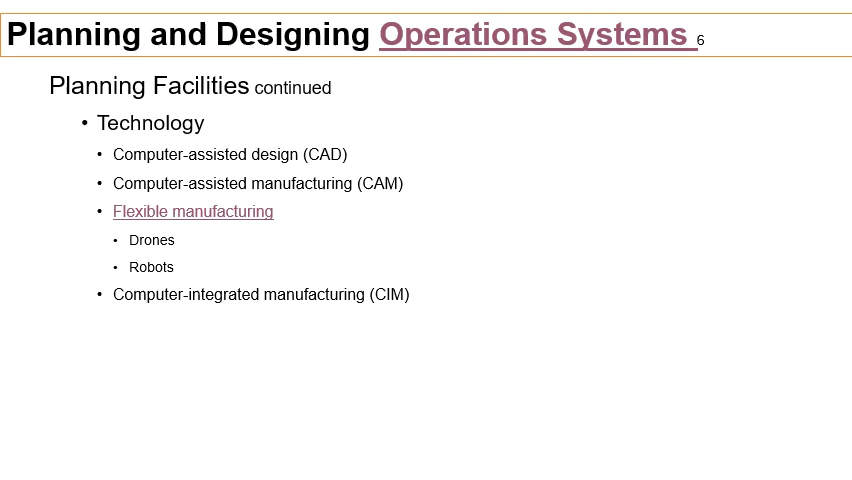 Planning and Designing Operations Systems 6
Planning Facilities continued
• Technology
• Computer-assisted design (CAD)
• Computer-assisted manufacturing (CAM)
• Flexible manufacturing
• Drones
• Robots
• Computer-integrated manufacturing (CIM)